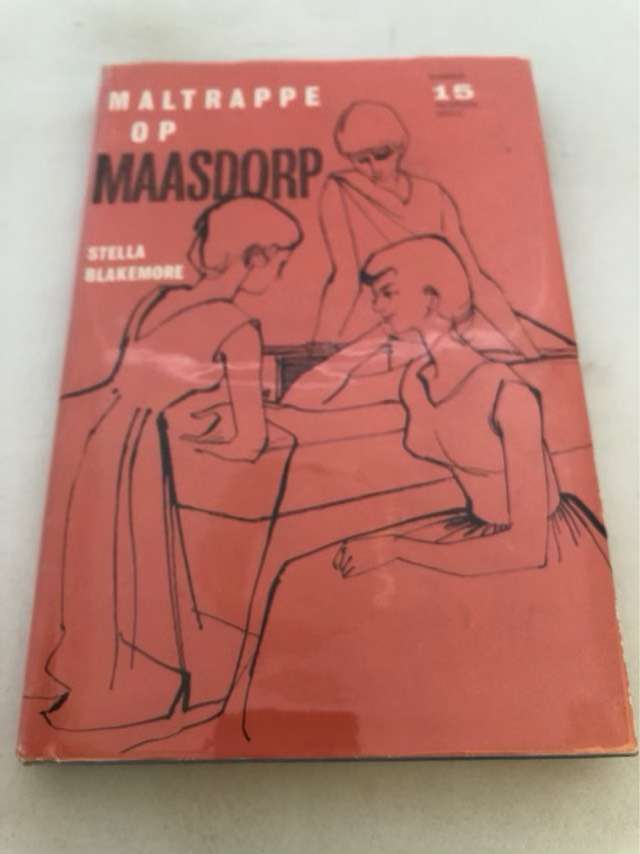 MALTRAPPE
OP
MAASDORP
STELLA
BLAKEMORE
15